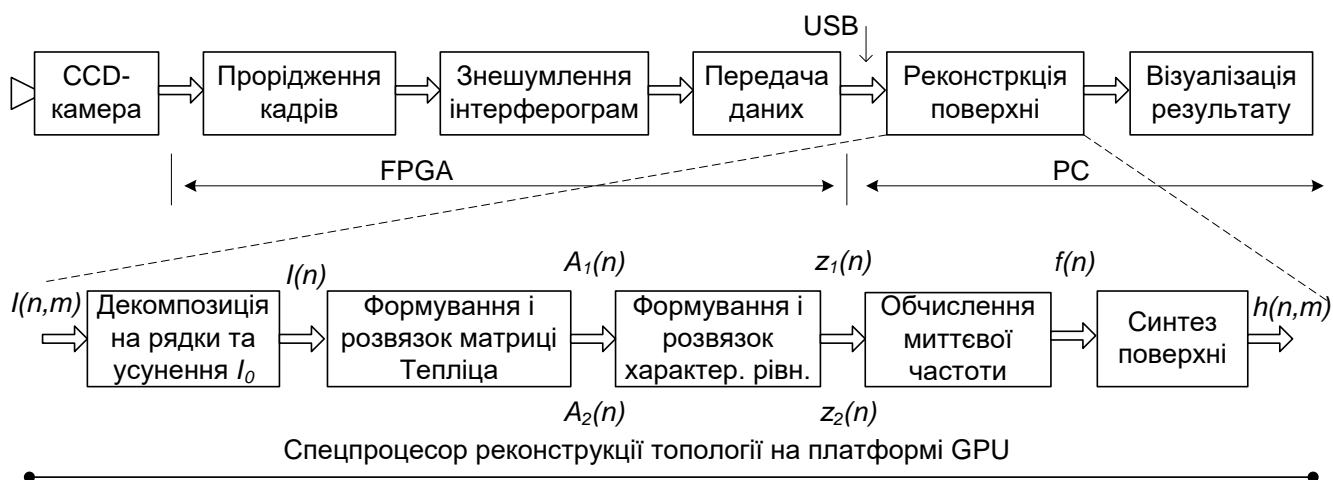 USB
CCD-
камера
Прорідження
кадрів
Знешумлення
інтерферограм
Передача
даних
Реконстркція
поверхні
Візуалізація
результату
FPGA
PC
I(n,m)
Декомпозиція
на рядки та
усунення I₀
I(n)
Формування і
розвязок матриці
Тепліца
A₁(n)
A₂(n)
Формування і
розвязок
характер. рівн.
z₁(n)
z₂(n)
Обчислення
миттєвої
частоти
f(n)
Синтез
поверхні
h(n,m)
Спецпроцесор реконструкції топології на платформі GPU